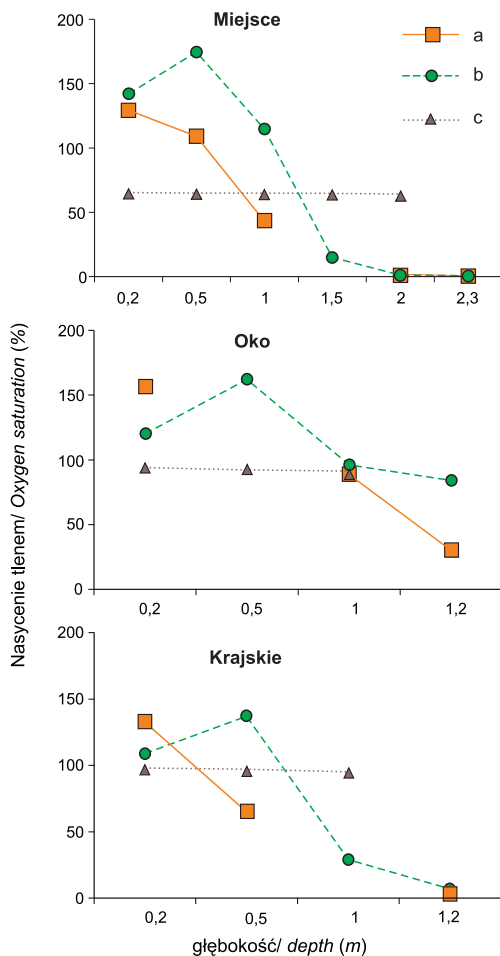 Miejsce
200
150
100
50
0
a
b
c
0,2 0,5 1 1,5 2 2,3
Oko
200
150
100
50
0
0,2 0,5 1 1,2
Krajskie
200
150
100
50
0
0,2 0,5 1 1,2
Nasycenie tlenem/ Oxygen saturation (%)
głębokość/ depth (m)